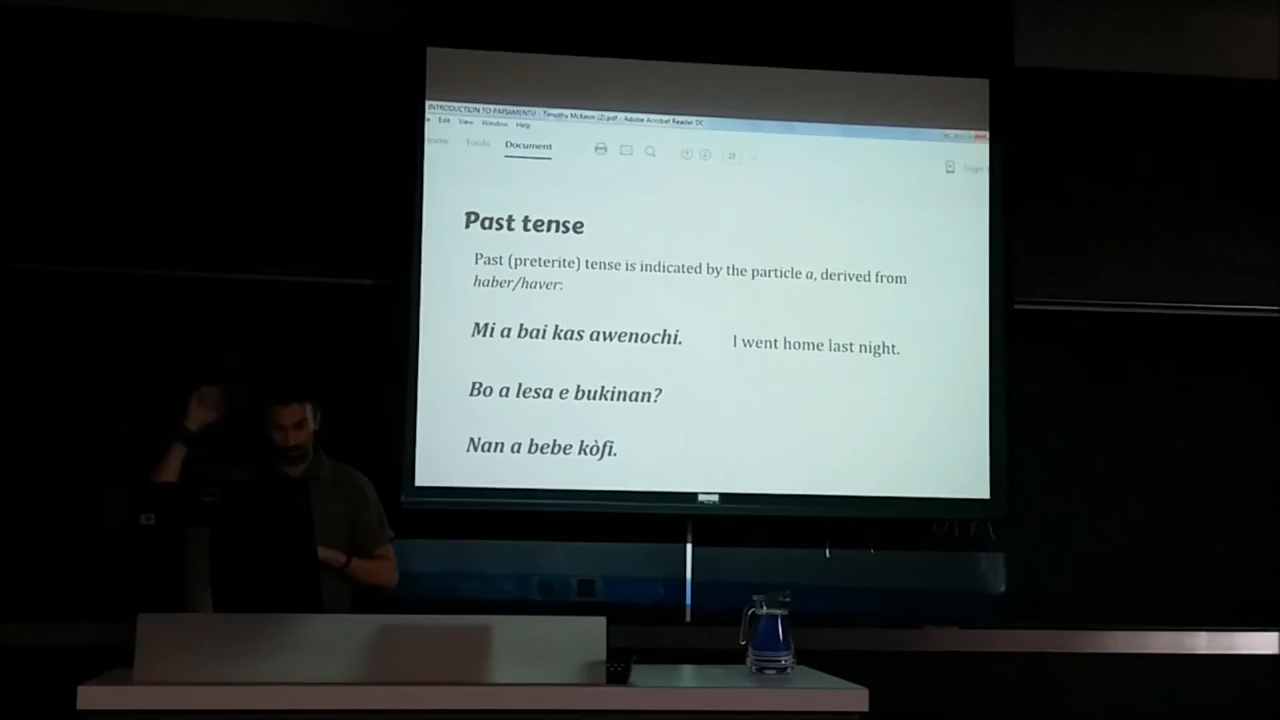 INTRODUCTION TO PAPIAMENTU - Timothy McKeon (2).pdf - Adobe Acrobat Reader DC
Edit View Window Help
Tools Document
Sign
Past tense
Past (preterite) tense is indicated by the particle a, derived from
haber/haver:
Mi a bai kas awenochi. I went home last night.
Bo a lesa e bukinan?
Nan a bebe kòfi.